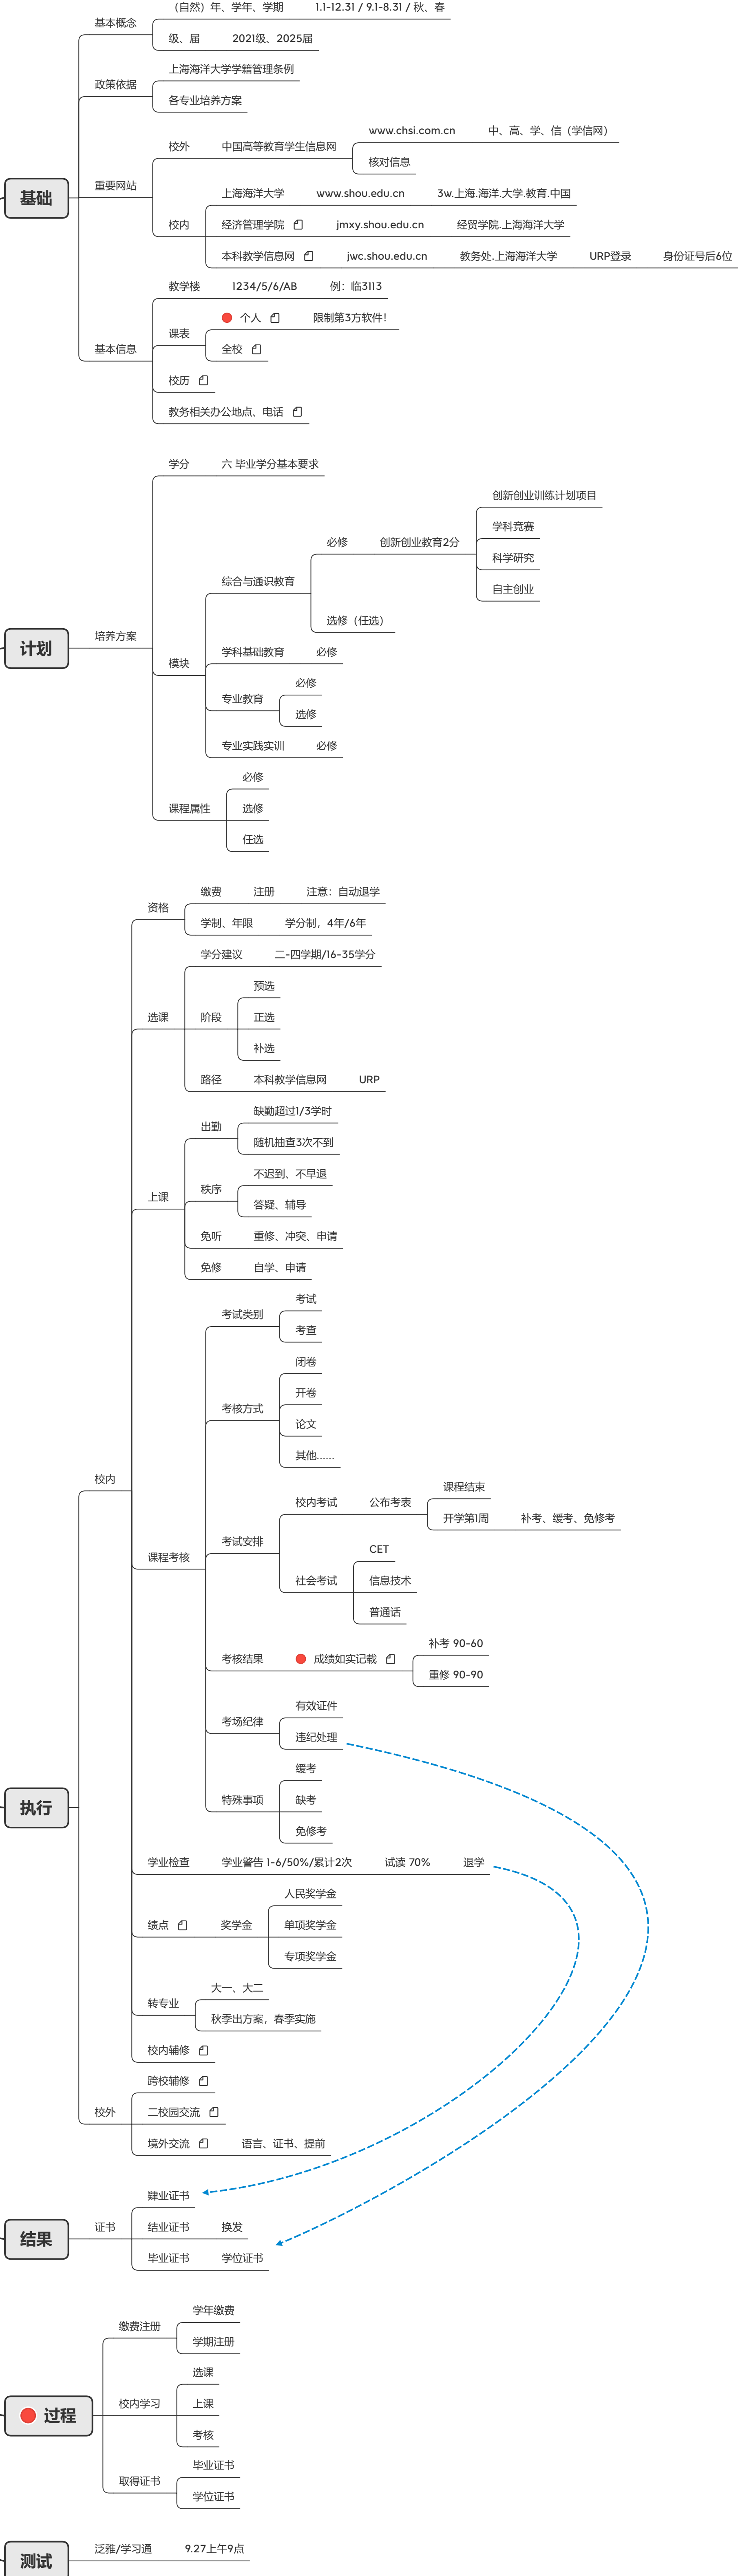 基础
基本概念
（自然）年、学年、学期 1.1-12.31 / 9.1-8.31 / 秋、春
级、届 2021级、2025届
政策依据
上海海洋大学学籍管理条例
各专业培养方案
重要网站
校外 中国高等教育学生信息网
www.chsi.com.cn 中、高、学、信（学信网）
核对信息
校内
上海海洋大学 www.shou.edu.cn 3w.上海.海洋.大学.教育.中国
经济管理学院 jmxy.shou.edu.cn 经贸学院.上海海洋大学
本科教学信息网 jwc.shou.edu.cn 教务处.上海海洋大学 URP登录 身份证号后6位
基本信息
教学楼 1234/5/6/AB 例：临3113
课表
个人 限制第3方软件！
全校
校历
教务相关办公地点、电话
计划
培养方案
学分 六 毕业学分基本要求
模块
综合与通识教育
必修 创新创业教育2分
创新创业训练计划项目
学科竞赛
科学研究
自主创业
选修（任选）
学科基础教育 必修
专业教育
必修
选修
专业实践实训 必修
课程属性
必修
选修
任选
执行
校内
资格
缴费 注册 注意：自动退学
学制、年限 学分制，4年/6年
选课
学分建议 二-四学期/16-35学分
阶段
预选
正选
补选
路径 本科教学信息网 URP
上课
出勤
缺勤超过1/3学时
随机抽查3次不到
秩序
不迟到、不早退
答疑、辅导
免听 重修、冲突、申请
免修 自学、申请
课程考核
考试类别
考试
考查
考核方式
闭卷
开卷
论文
其他......
考试安排
校内考试 公布考表
课程结束
开学第1周 补考、缓考、免修考
社会考试
CET
信息技术
普通话
考核结果 成绩如实记载
补考 90-60
重修 90-90
考场纪律
有效证件
违纪处理
特殊事项
缓考
缺考
免修考
学业检查 学业警告 1-6/50%/累计2次 试读 70% 退学
绩点 奖学金
人民奖学金
单项奖学金
专项奖学金
转专业
大一、大二
秋季出方案，春季实施
校内辅修
校外
跨校辅修
二校园交流
境外交流 语言、证书、提前
结果
证书
肄业证书
结业证书 换发
毕业证书 学位证书
过程
缴费注册
学年缴费
学期注册
校内学习
选课
上课
考核
取得证书
毕业证书
学位证书
测试
泛雅/学习通 9.27上午9点